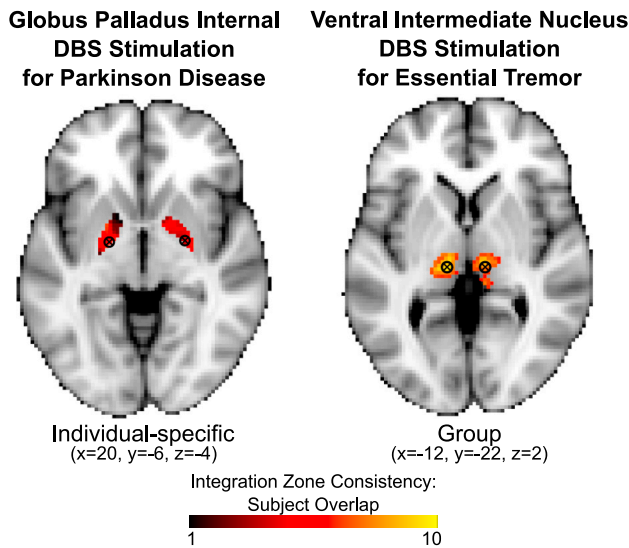 Globus Palladus Internal
DBS Stimulation
for Parkinson Disease
Ventral Intermediate Nucleus
DBS Stimulation
for Essential Tremor
Individual-specific
(x=20, y=-6, z=-4)
Group
(x=-12, y=-22, z=2)
Integration Zone Consistency:
Subject Overlap
1 10